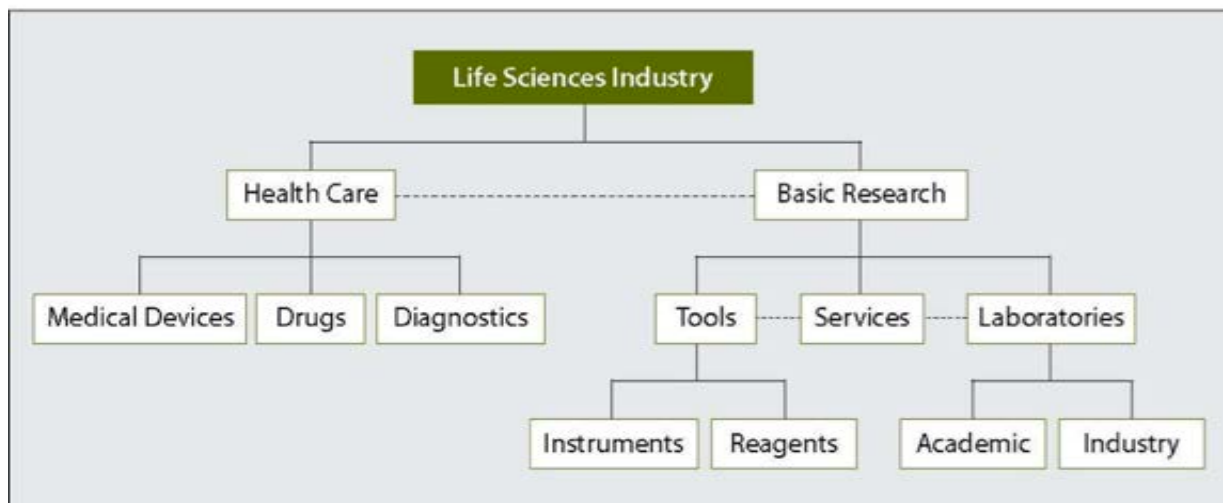 Life Sciences Industry
Health Care
Basic Research
Medical Devices
Drugs
Diagnostics
Tools
Services
Laboratories
Instruments
Reagents
Academic
Industry